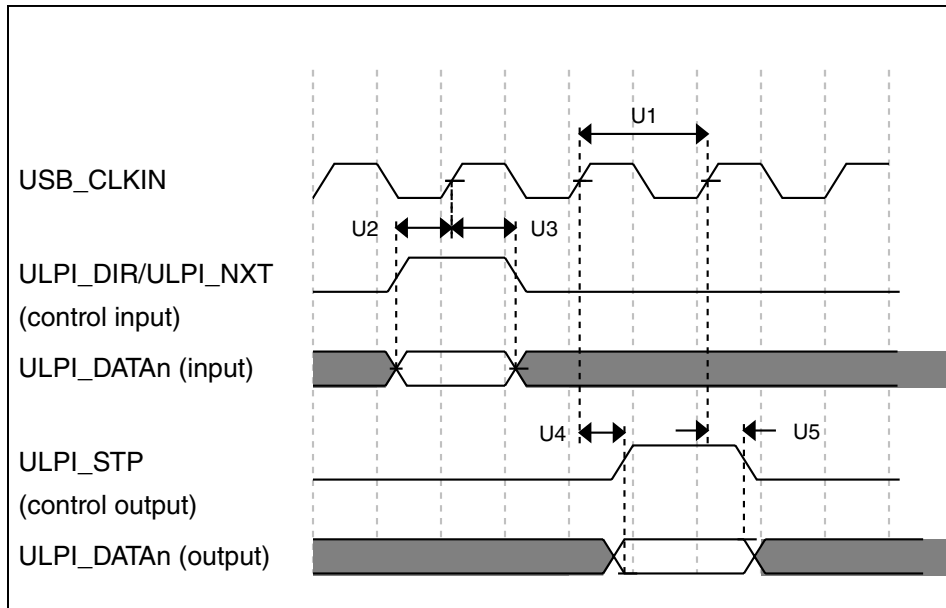 U1
USB_CLKIN
U2
U3
ULPI_DIR/ULPI_NXT
(control input)
ULPI_DATAn (input)
U4
U5
ULPI_STP
(control output)
ULPI_DATAn (output)